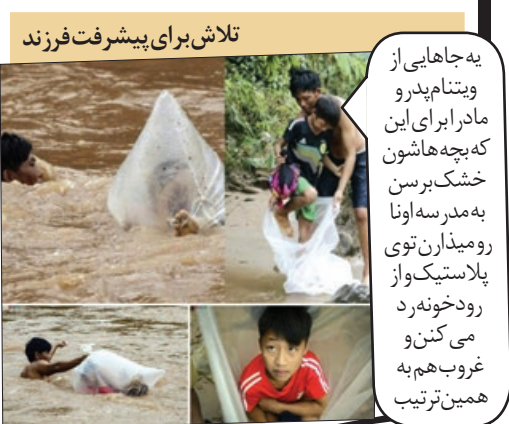 تلاش برای پیشرفت فرزند
یه جاهایی از
ویتنام پدر و
مادرا برای این
که بچه هاشون
خشک برسن
به مدرسه اونا
رو میذارن توی
پلاستیک و از
رودخونه رد
می کنن و
غروب هم به
همین ترتیب